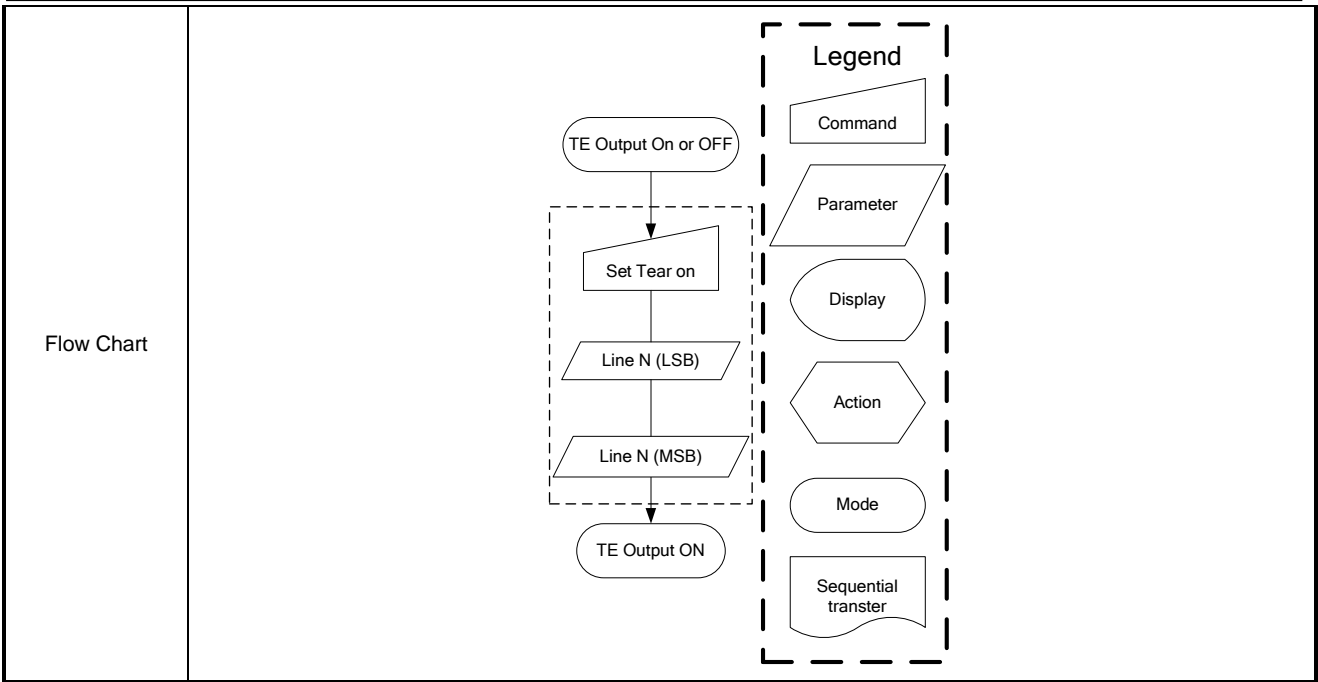 Flow Chart
TE Output On or OFF
Set Tear on
Line N (LSB)
Line N (MSB)
TE Output ON
Legend
Command
Parameter
Display
Action
Mode
Sequential
transter